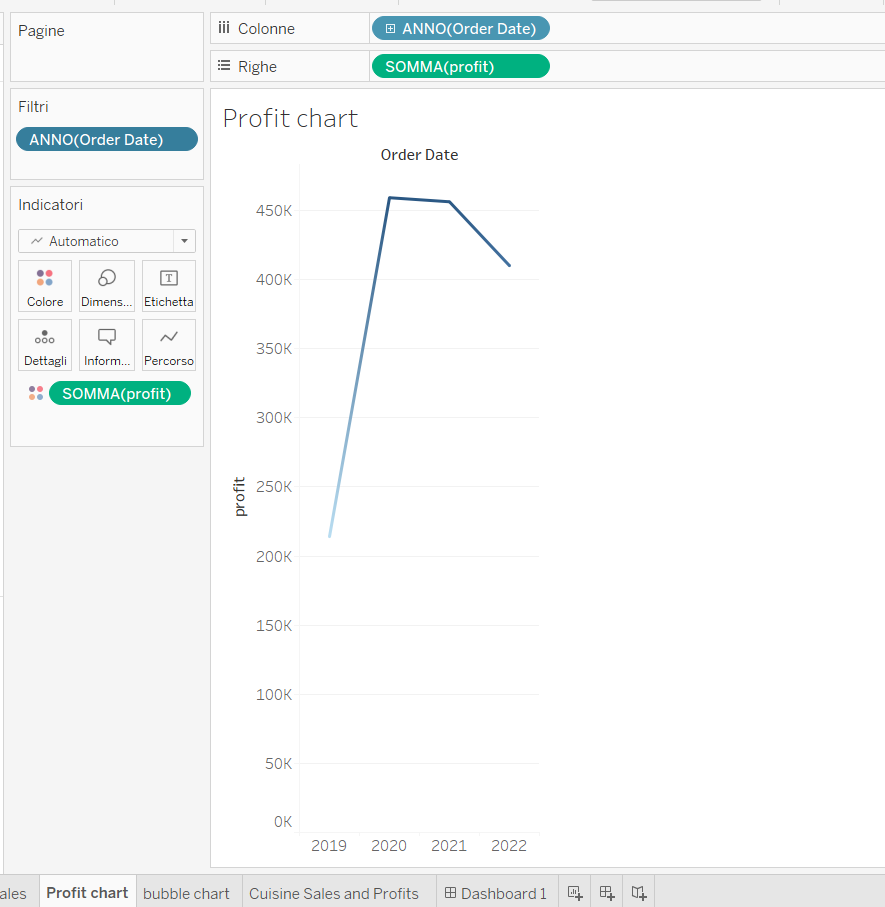 Pagine
Colonne
ANNO(Order Date)
Righe
SOMMA(profit)
Filtri
ANNO(Order Date)
Indicatori
Automatico
Colore
Dimens...
Etichetta
Dettagli
Inform...
Percorso
SOMMA(profit)
Profit chart
Order Date
450K
400K
350K
300K
250K
200K
150K
100K
50K
0K
profit
2019 2020 2021 2022
ales
Profit chart
bubble chart
Cuisine Sales and Profits
Dashboard 1